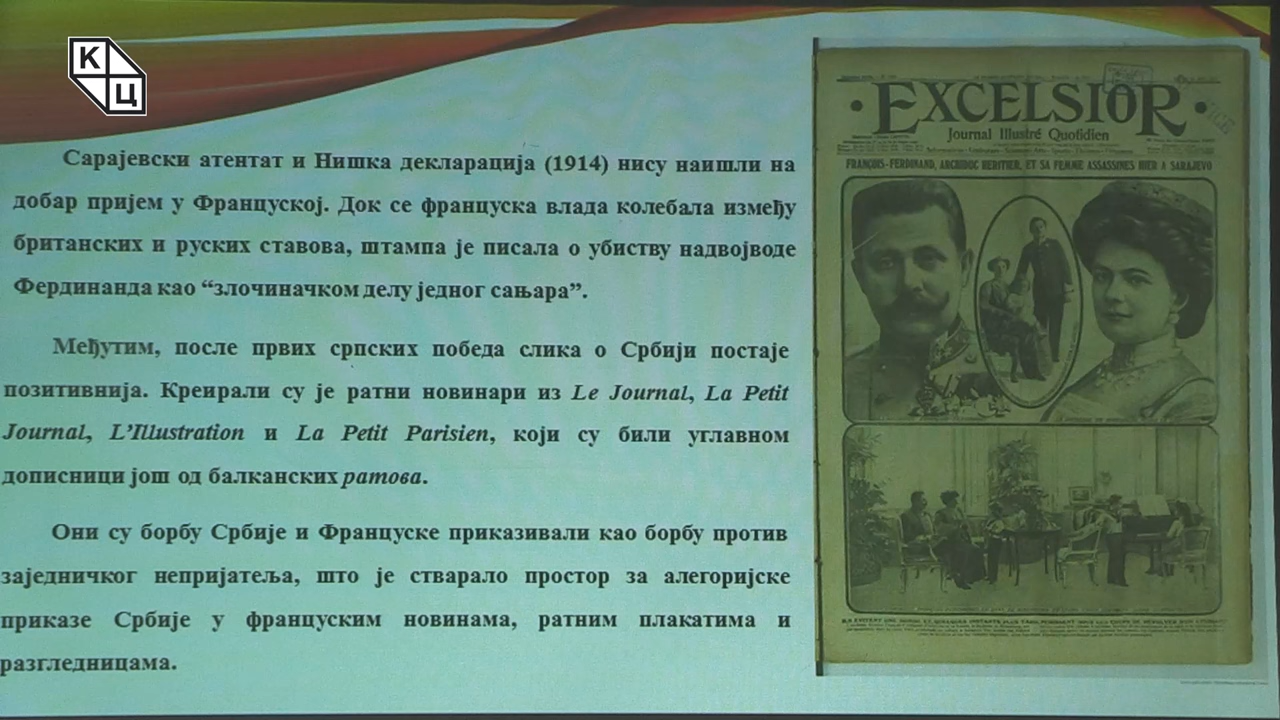 К
Ц
Сарајевски атентат и Нишка декларација (1914) нису наишли на
добар пријем у Француској. Док се француска влада колебала између
британских и руских ставова, штампа је писала о убиству надвојводе
Фердинанда као “злочиначком делу једног сањара”.
Међутим, после првих српских победа слика о Србији постаје
позитивнија. Креирали су је ратни новинари из Le Journal, La Petit
Journal, L’Illustration и La Petit Parisien, који су били углавном
дописници још од балканских ратова.
Они су борбу Србије и Француске приказивали као борбу против
заједничког непријатеља, што је стварало простор за алегоријске
приказе Србије у француским новинама, ратним плакатима и
разгледницама.
• EXCELSIOR •
Journal Illustré Quotidien
FRANÇOIS-FERDINAND, ARCHIDUC HERITIER, ET SA FEMME ASSASSINES HIER A SARAJEVO